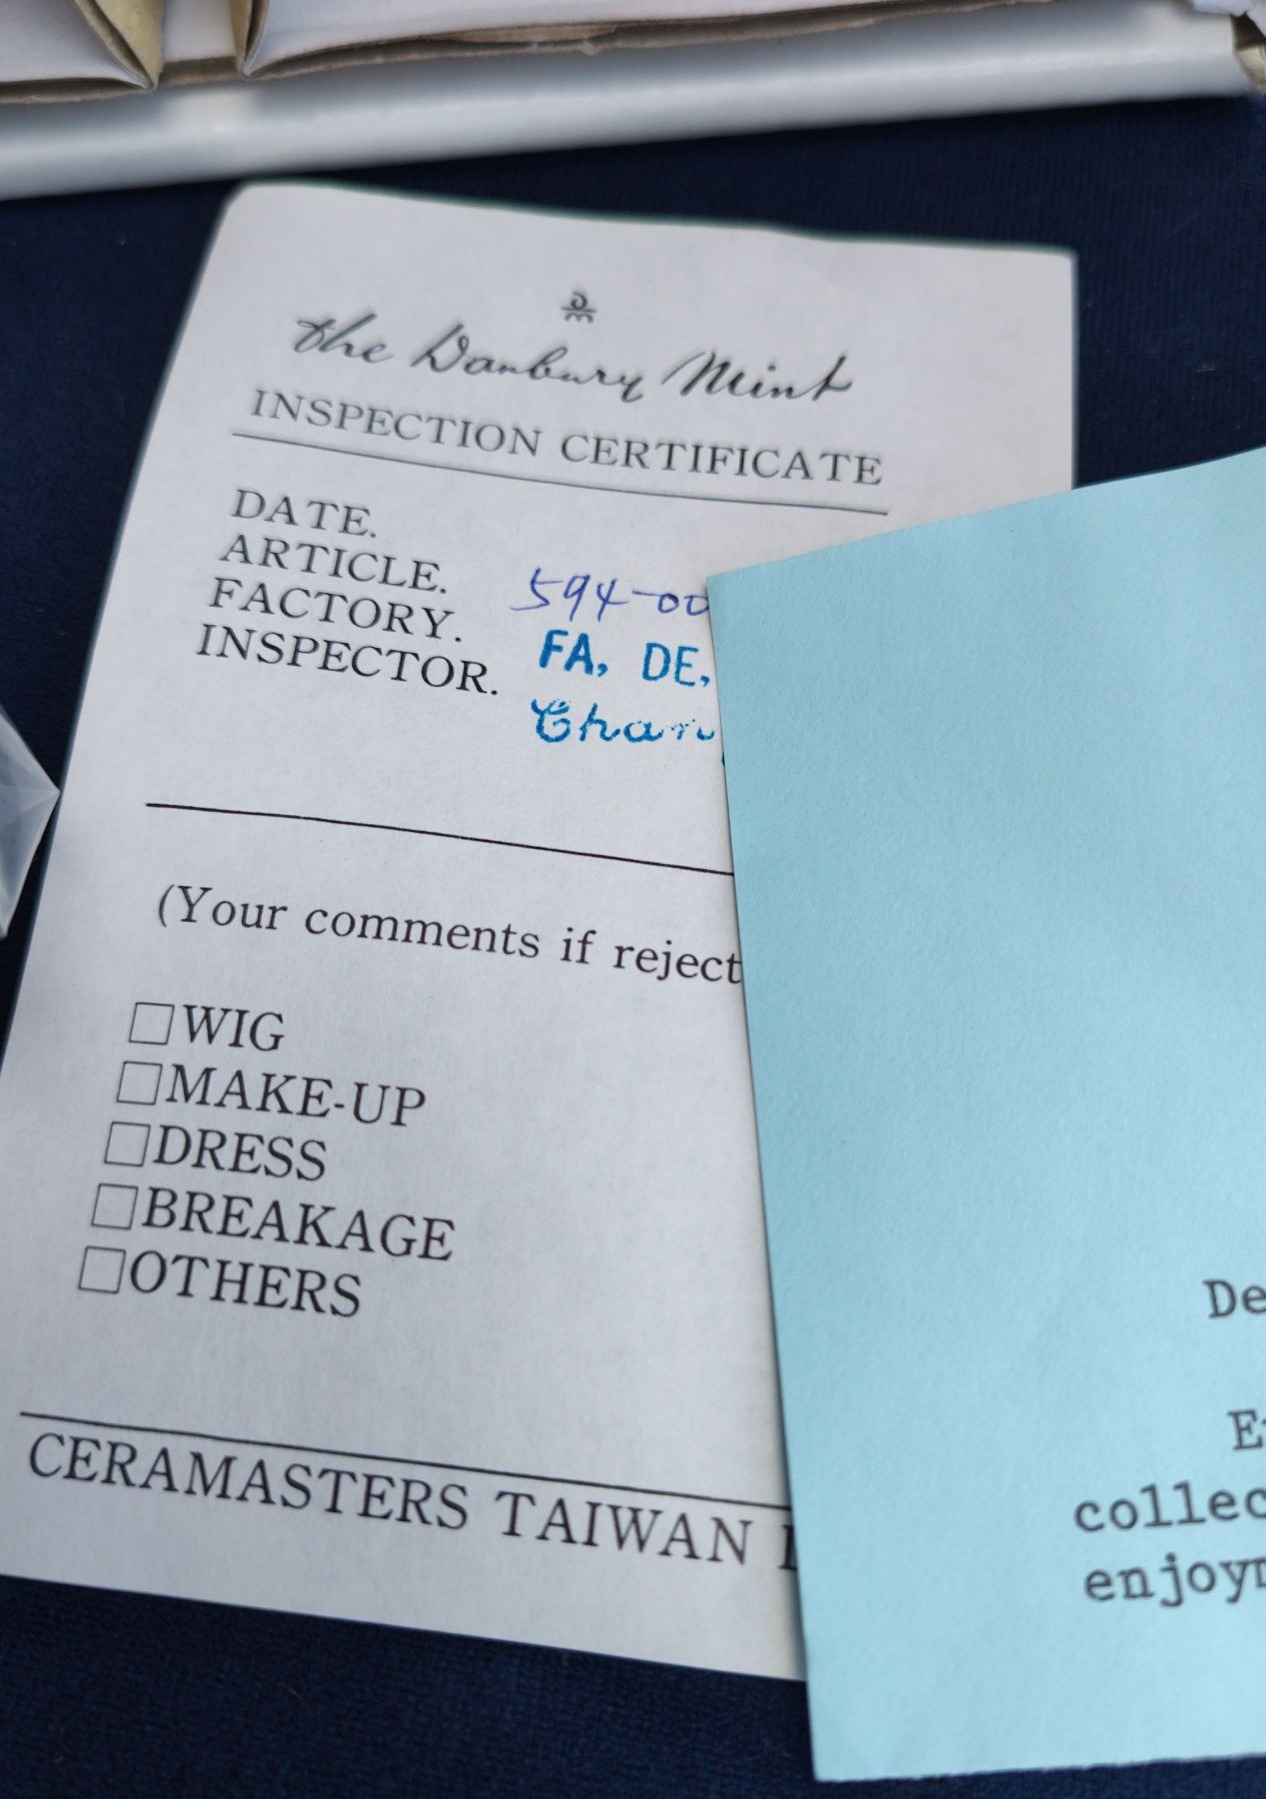 the Danbury Mint
INSPECTION CERTIFICATE
DATE.
ARTICLE. 594-00
FACTORY. FA, DE,
INSPECTOR. Chan
(Your comments if reject
□WIG
□MAKE-UP
□DRESS
□BREAKAGE
□OTHERS
CERAMASTERS TAIWAN
De
collec
enjoy